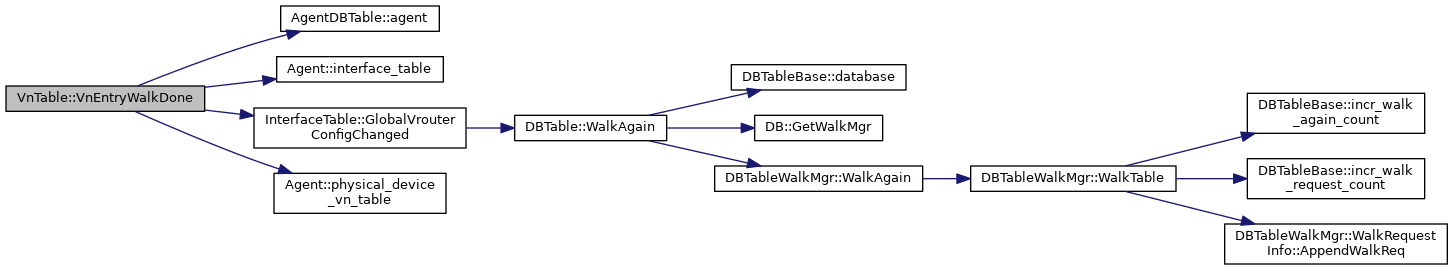 VnTable::VnEntryWalkDone
AgentDBTable::agent
Agent::interface_table
InterfaceTable::GlobalVrouter
ConfigChanged
Agent::physical_device
_vn_table
DBTable::WalkAgain
DBTableBase::database
DB::GetWalkMgr
DBTableWalkMgr::WalkAgain
DBTableWalkMgr::WalkTable
DBTableBase::incr_walk
_again_count
DBTableBase::incr_walk
_request_count
DBTableWalkMgr::WalkRequest
Info::AppendWalkReq